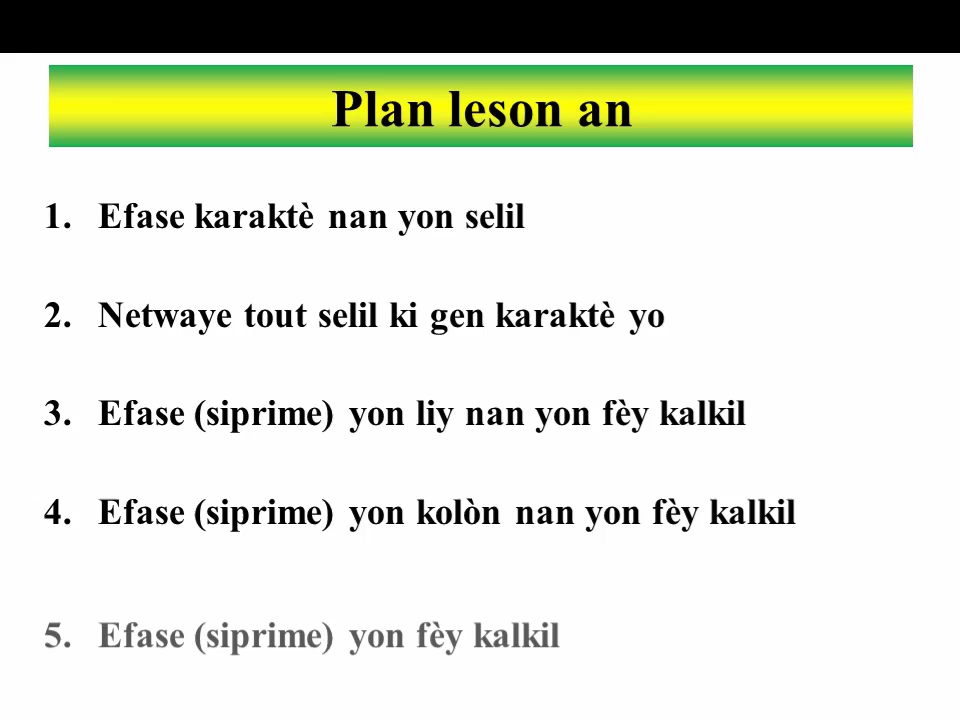 Plan leson an
1. Efase karaktè nan yon selil
2. Netwaye tout selil ki gen karaktè yo
3. Efase (siprime) yon liy nan yon fèy kalkil
4. Efase (siprime) yon kolòn nan yon fèy kalkil
5. Efase (siprime) yon fèy kalkil